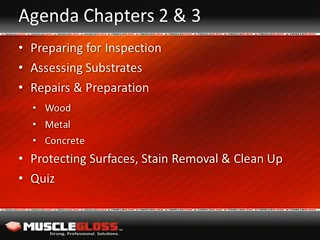 Agenda Chapters 2 & 3
• Preparing for Inspection
• Assessing Substrates
• Repairs & Preparation
• Wood
• Metal
• Concrete
• Protecting Surfaces, Stain Removal & Clean Up
• Quiz
MUSCLEGLOSS
Strong. Professional. Solutions.